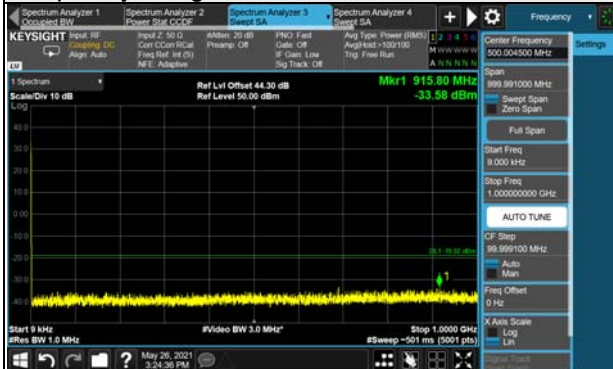 Spectrum Analyzer 1
Occupied BW
Spectrum Analyzer 2
Power Stat CCDF
Spectrum Analyzer 3
Swept SA
Spectrum Analyzer 4
Swept SA
Frequency
KEYSIGHT
Input: RF
Coupling: DC
Align: Auto
Input Z: 50 Ω
Corr CCorr RCal
Freq Ref: Int (S)
NFE: Adaptive
#Atten: 20 dB
Preamp: Off
PNO: Fast
Gate: Off
IF Gain: Low
Sig Track: Off
Avg Type: Power (RMS)
Avg|Hold:>100/100
Trig: Free Run
1 2 3 4 5 6
M W W W W W
A N N N N N
LV
1 Spectrum
Scale/Div 10 dB
Log
Ref Lvl Offset 44.30 dB
Ref Level 50.00 dBm
Mkr1 915.80 MHz
-33.58 dBm
40.0
30.0
20.0
10.0
0.00
-10.0
-20.0
-30.0
-40.0
1
Start 9 kHz
#Res BW 1.0 MHz
#Video BW 3.0 MHz*
Stop 1.0000 GHz
#Sweep ~501 ms (5001 pts)
May 26, 2021
3:24:36 PM
Center Frequency
500.004500 MHz
Span
999.991000 MHz
Swept Span
Zero Span
Full Span
Start Freq
9.000 kHz
Stop Freq
1.000000000 GHz
AUTO TUNE
CF Step
99.999100 MHz
Auto
Man
Freq Offset
0 Hz
X Axis Scale
Log
Lin
Signal Track
Settings